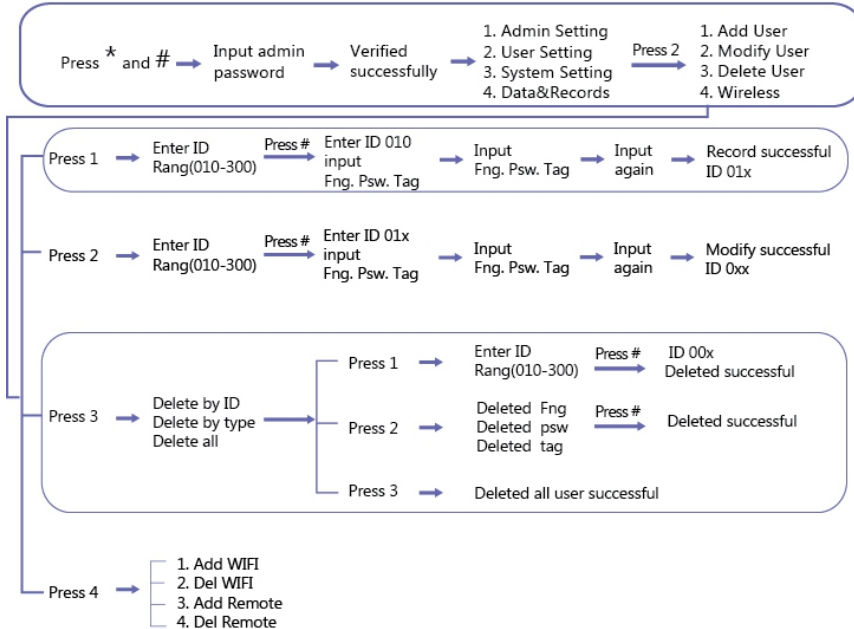 Press * and #
Input admin
password
Verified
successfully
1. Admin Setting
2. User Setting
3. System Setting
4. Data&Records
Press 2
1. Add User
2. Modify User
3. Delete User
4. Wireless
Press 1
Enter ID
Rang(010-300)
Press #
Enter ID 010
input
Fng. Psw. Tag
Input
Fng. Psw. Tag
Input
again
Record successful
ID 01x
Press 2
Enter ID
Rang(010-300)
Press #
Enter ID 01x
input
Fng. Psw. Tag
Input
Fng. Psw. Tag
Input
again
Modify successful
ID 0xx
Press 3
Delete by ID
Delete by type
Delete all
Press 1
Enter ID
Rang(010-300)
Press #
ID 00x
Deleted successful
Press 2
Deleted Fng
Deleted psw
Deleted tag
Press #
Deleted successful
Press 3
Deleted all user successful
Press 4
1. Add WIFI
2. Del WIFI
3. Add Remote
4. Del Remote